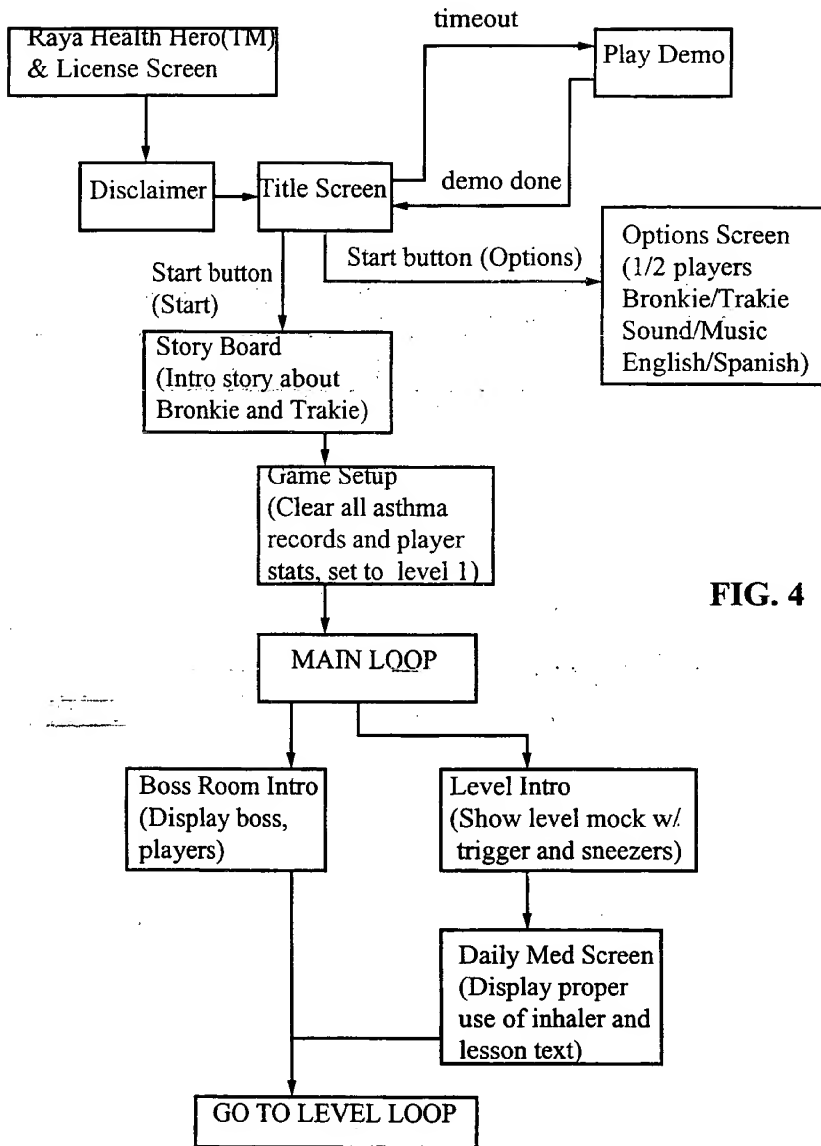 timeout
Raya Health Hero(TM)
& License Screen
Play Demo
Disclaimer
Title Screen
demo done
Start button (Options)
Options Screen
(1/2 players
Bronkie/Trakie
Sound/Music
English/Spanish)
Start button
(Start)
Story Board
(Intro story about
Bronkie and Trakie)
Game Setup
(Clear all asthma
records and player
stats, set to level 1)
FIG. 4
MAIN LOOP
Boss Room Intro
(Display boss,
players)
Level Intro
(Show level mock w/
trigger and sneezers)
Daily Med Screen
(Display proper
use of inhaler and
lesson text)
GO TO LEVEL LOOP